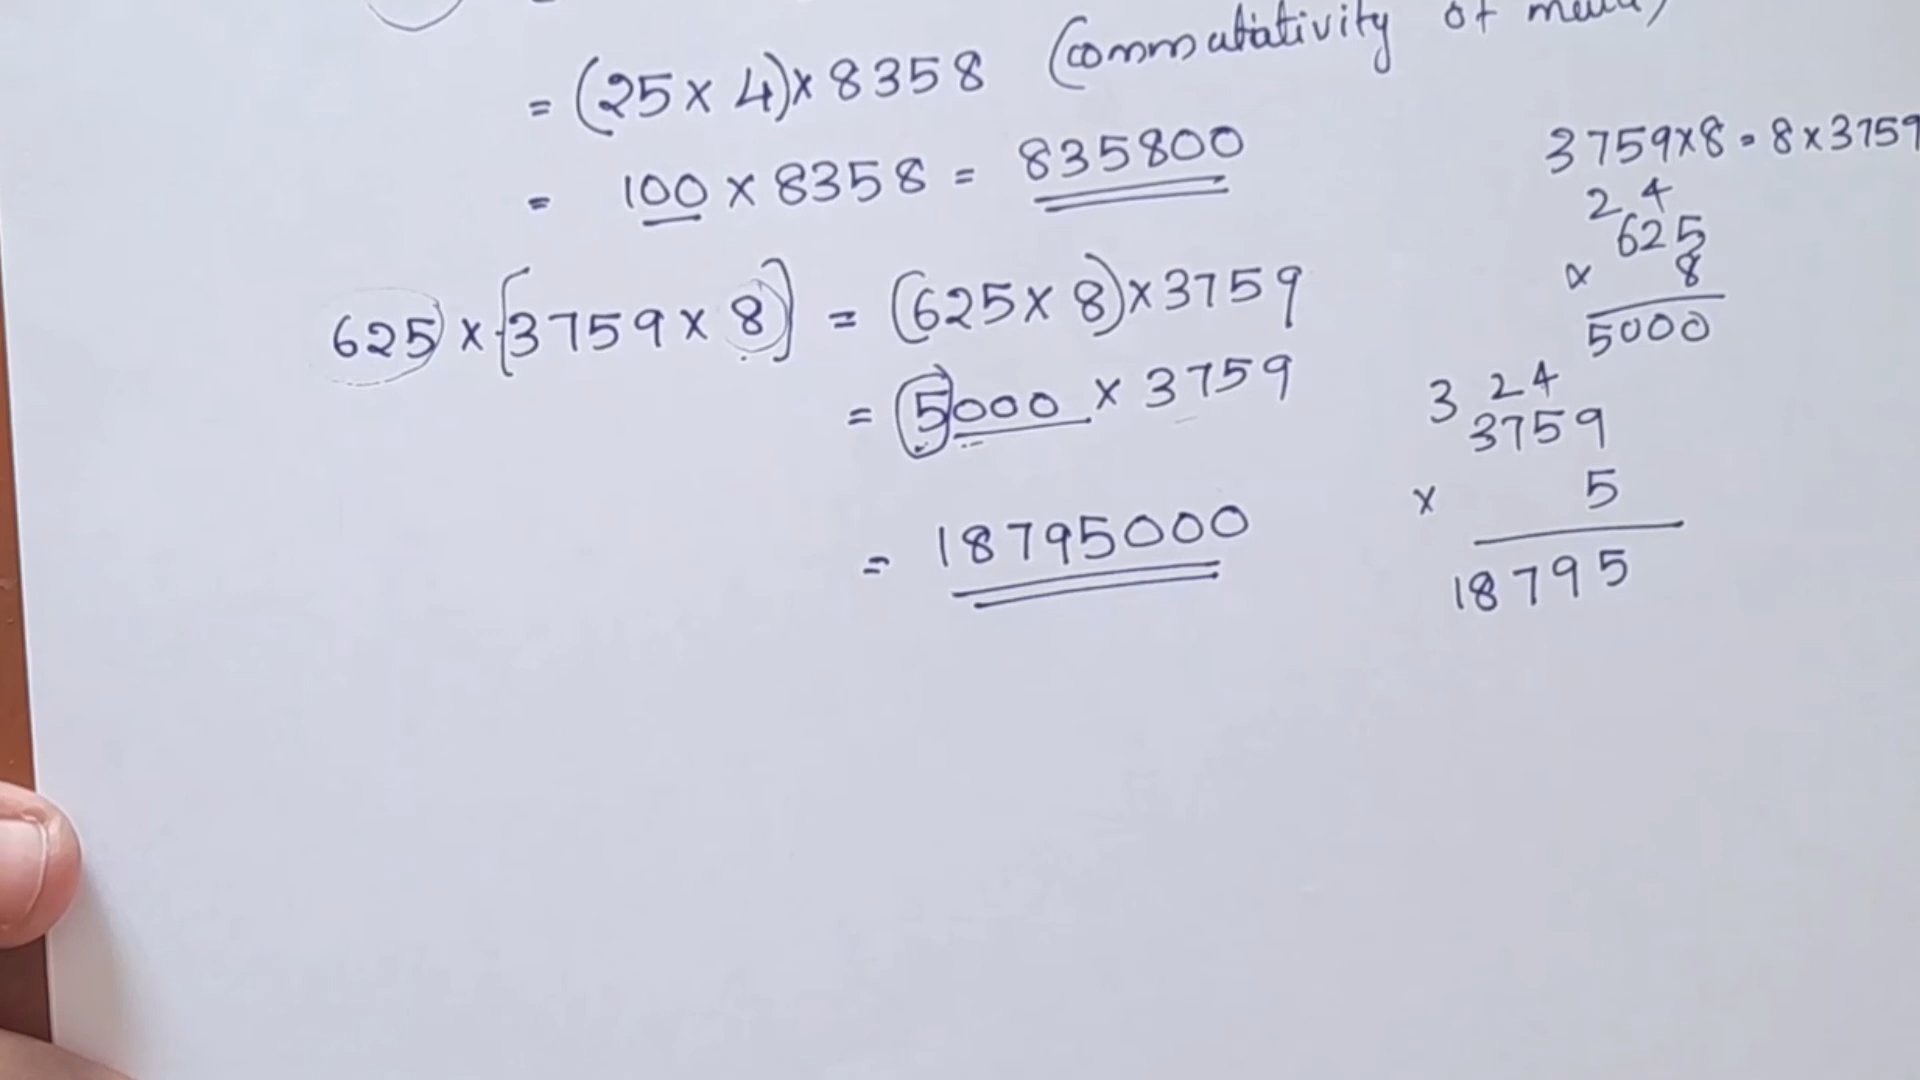 = (25 × 4) × 8358 (Commutativity of
= 100 × 8358 = 835800
625 × [3759 × 8] = (625 × 8) × 3759
= 5000 × 3759
= 18795000
3759×8 = 8×3759
2 4
625
× 8
5000
3 2 4
3759
× 5
18795